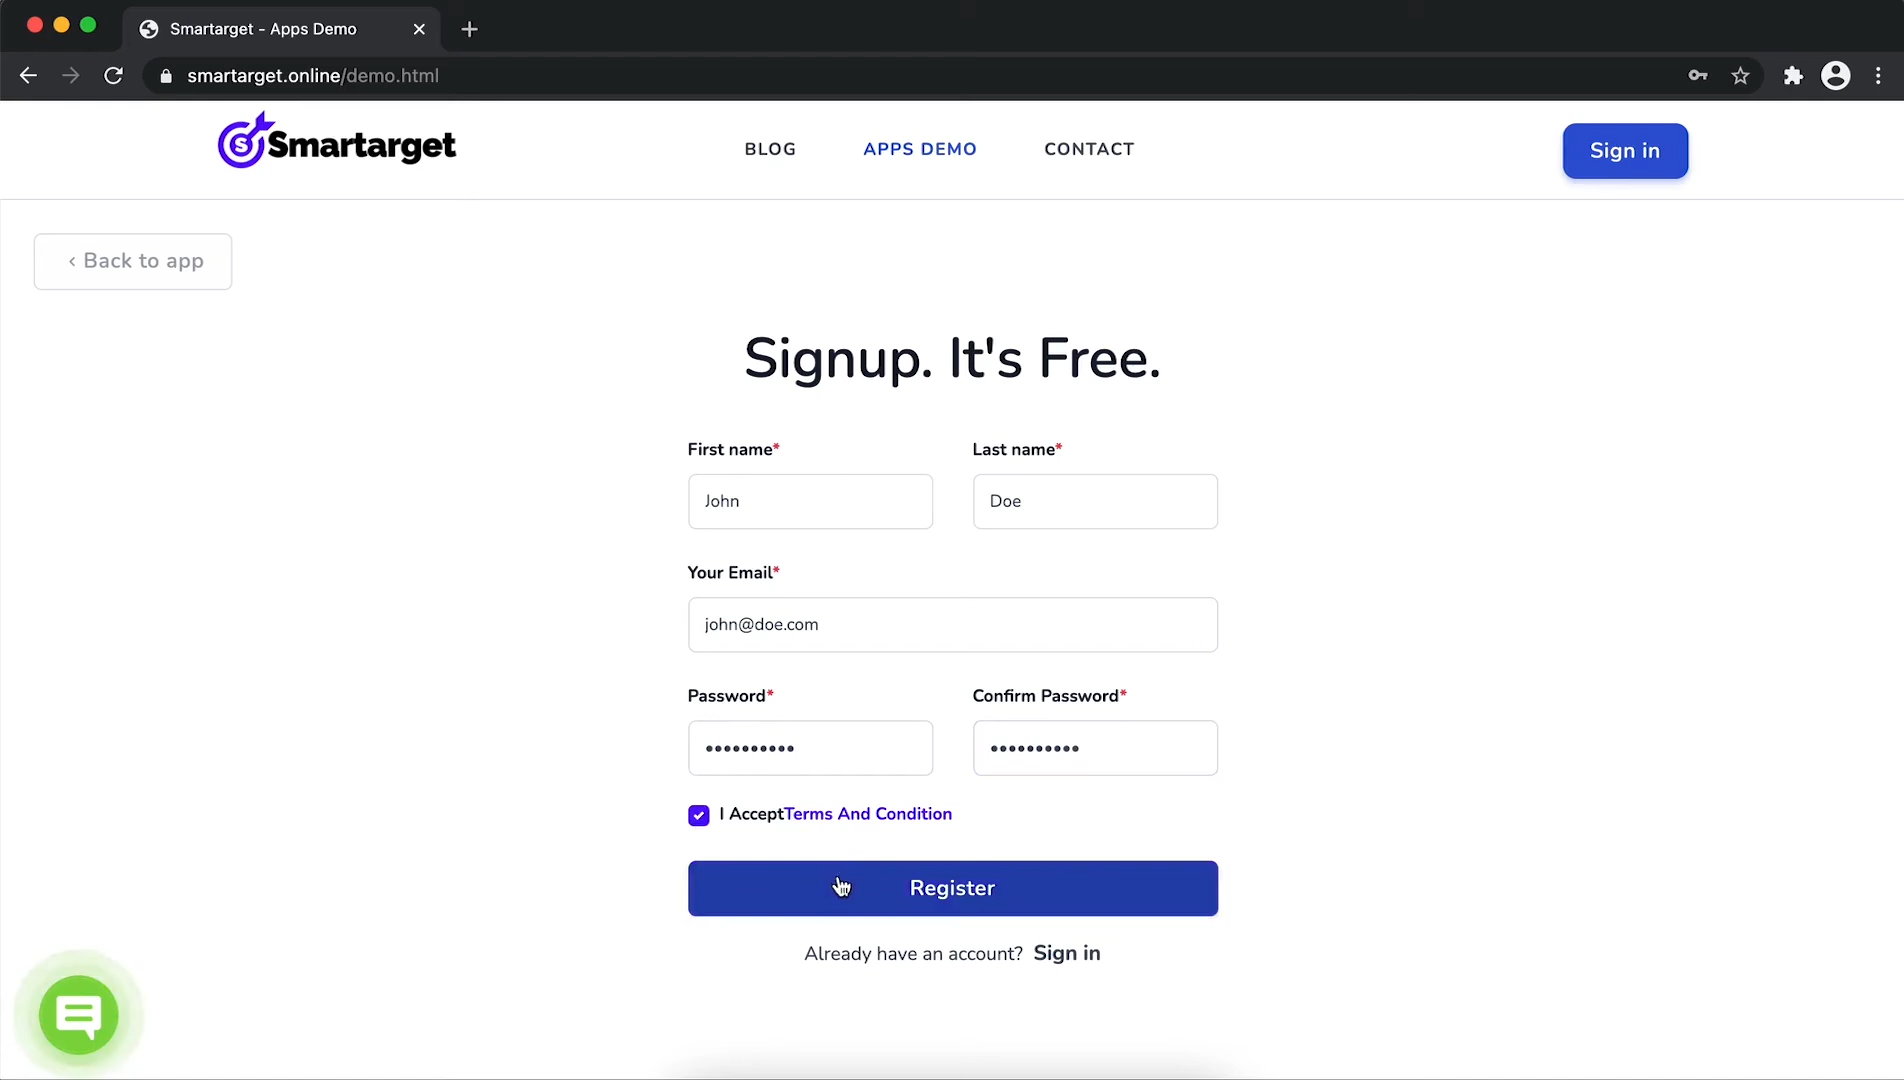 Smartarget - Apps Demo
smartarget.online/demo.html
Smartarget
BLOG
APPS DEMO
CONTACT
Sign in
‹ Back to app
Signup. It's Free.
First name*
Last name*
John
Doe
Your Email*
john@doe.com
Password*
Confirm Password*
••••••••••
••••••••••
I AcceptTerms And Condition
Register
Already have an account? Sign in